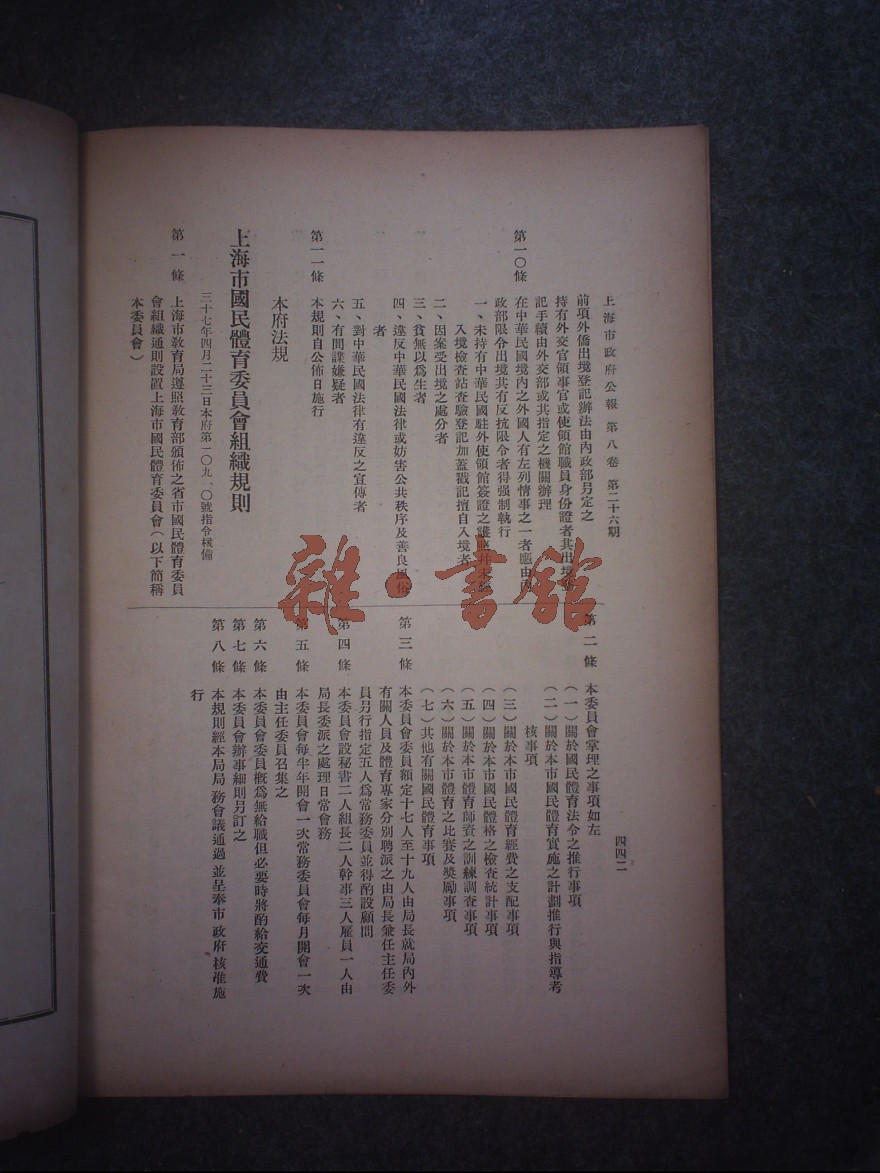 上海市政府公報 第八卷 第二十六期
四四二
前項外僑出境登記辦法由內政部另定之
持有外交官領事官或使領館職員身份證者其出境登
記手續由外交部或其指定之機關辦理
第一〇條 在中華民國境內之外國人有左列情事之一者應由內
政部限令出境其有反抗限令者得强制執行
一、未持有中華民國駐外使領館簽證之護照幷未經
入境檢查站查驗登記加蓋戳記擅自入境者
二、因案受出境之處分者
三、貧無以爲生者
四、違反中華民國法律或妨害公共秩序及善良風俗
者
五、對中華民國法律有違反之宣傳者
六、有間諜嫌疑者
第一一條 本規則自公佈日施行
本府法規
上海市國民體育委員會組織規則
三十七年四月二十三日本府第一〇九一〇號指令核備
第一條 上海市敎育局遵照敎育部頒佈之省市國民體育委員
會組織通則設置上海市國民體育委員會（以下簡稱
本委員會）
第二條 本委員會掌理之事項如左
（一）關於國民體育法令之推行事項
（二）關於本市國民體育實施之計劃推行與指導考
核事項
（三）關於本市國民體育經費之支配事項
（四）關於本市國民體格之檢查統計事項
（五）關於本市體育師資之訓練調查事項
（六）關於本市體育之比賽及獎勵事項
（七）其他有關國民體育事項
第三條 本委員會委員額定十七人至十九人由局長就局內外
有關人員及體育專家分別聘派之由局長兼任主任委
員另行指定五人爲常務委員並得酌設顧問
第四條 本委員會設秘書二人組長二人幹事三人雇員一人由
局長委派之處理日常會務
第五條 本委員會每半年開會一次常務委員會每月開會一次
由主任委員召集之
第六條 本委員會委員槪爲無給職但必要時將酌給交通費
第七條 本委員會辦事細則另訂之
第八條 本規則經本局局務會議通過並呈奉市政府核准施
行
雜·書館